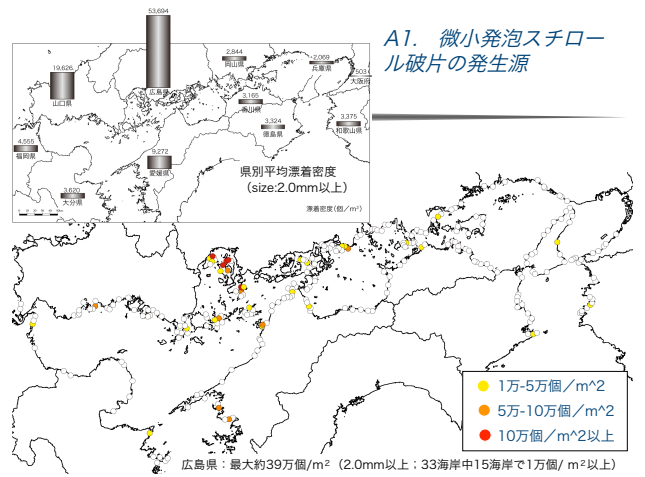 A1. 微小発泡スチロー
ル破片の発生源
53,694
広島県
19,626
山口県
2,844
岡山県
2,069
兵庫県
503
大阪府
3,165
香川県
3,324
徳島県
3,375
和歌山県
4,555
福岡県
9,272
愛媛県
3,620
大分県
県別平均漂着密度
（size:2.0mm以上）
漂着密度（個／m²）
1万-5万個／m^2
5万-10万個／m^2
10万個／m^2以上
広島県：最大約39万個/m²（2.0mm以上；33海岸中15海岸で1万個/ m²以上）